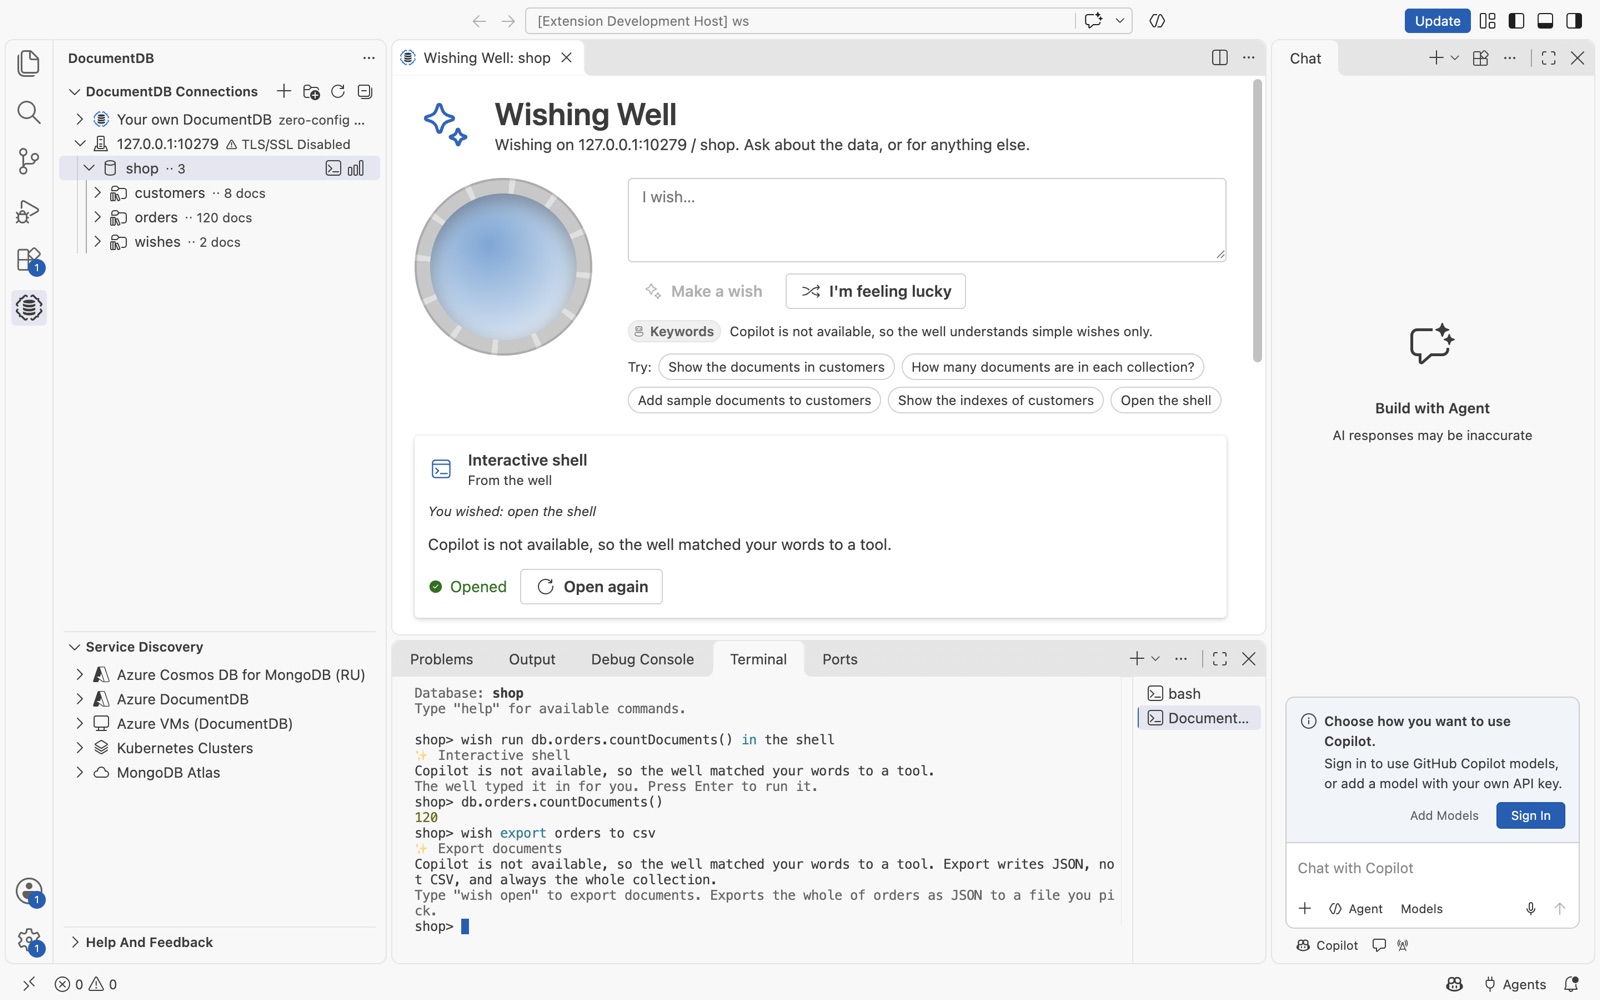 [Extension Development Host] ws
Update
DocumentDB
DocumentDB Connections
Your own DocumentDB zero-config ...
127.0.0.1:10279 TLS/SSL Disabled
shop ·· 3
customers ·· 8 docs
orders ·· 120 docs
wishes ·· 2 docs
Service Discovery
Azure Cosmos DB for MongoDB (RU)
Azure DocumentDB
Azure VMs (DocumentDB)
Kubernetes Clusters
MongoDB Atlas
Help And Feedback
1
1
1
Wishing Well: shop
Wishing Well
Wishing on 127.0.0.1:10279 / shop. Ask about the data, or for anything else.
I wish...
Make a wish
I'm feeling lucky
Keywords Copilot is not available, so the well understands simple wishes only.
Try: Show the documents in customers How many documents are in each collection?
Add sample documents to customers Show the indexes of customers Open the shell
Interactive shell
From the well
You wished: open the shell
Copilot is not available, so the well matched your words to a tool.
Opened Open again
Problems Output Debug Console Terminal Ports
Database: shop
Type "help" for available commands.
shop> wish run db.orders.countDocuments() in the shell
✨ Interactive shell
Copilot is not available, so the well matched your words to a tool.
The well typed it in for you. Press Enter to run it.
shop> db.orders.countDocuments()
120
shop> wish export orders to csv
✨ Export documents
Copilot is not available, so the well matched your words to a tool. Export writes JSON, no
t CSV, and always the whole collection.
Type "wish open" to export documents. Exports the whole of orders as JSON to a file you pi
ck.
shop>
bash
Document...
Chat
Build with Agent
AI responses may be inaccurate
Choose how you want to use
Copilot.
Sign in to use GitHub Copilot models,
or add a model with your own API key.
Add Models Sign In
Chat with Copilot
Agent Models
Copilot
0 0
Agents